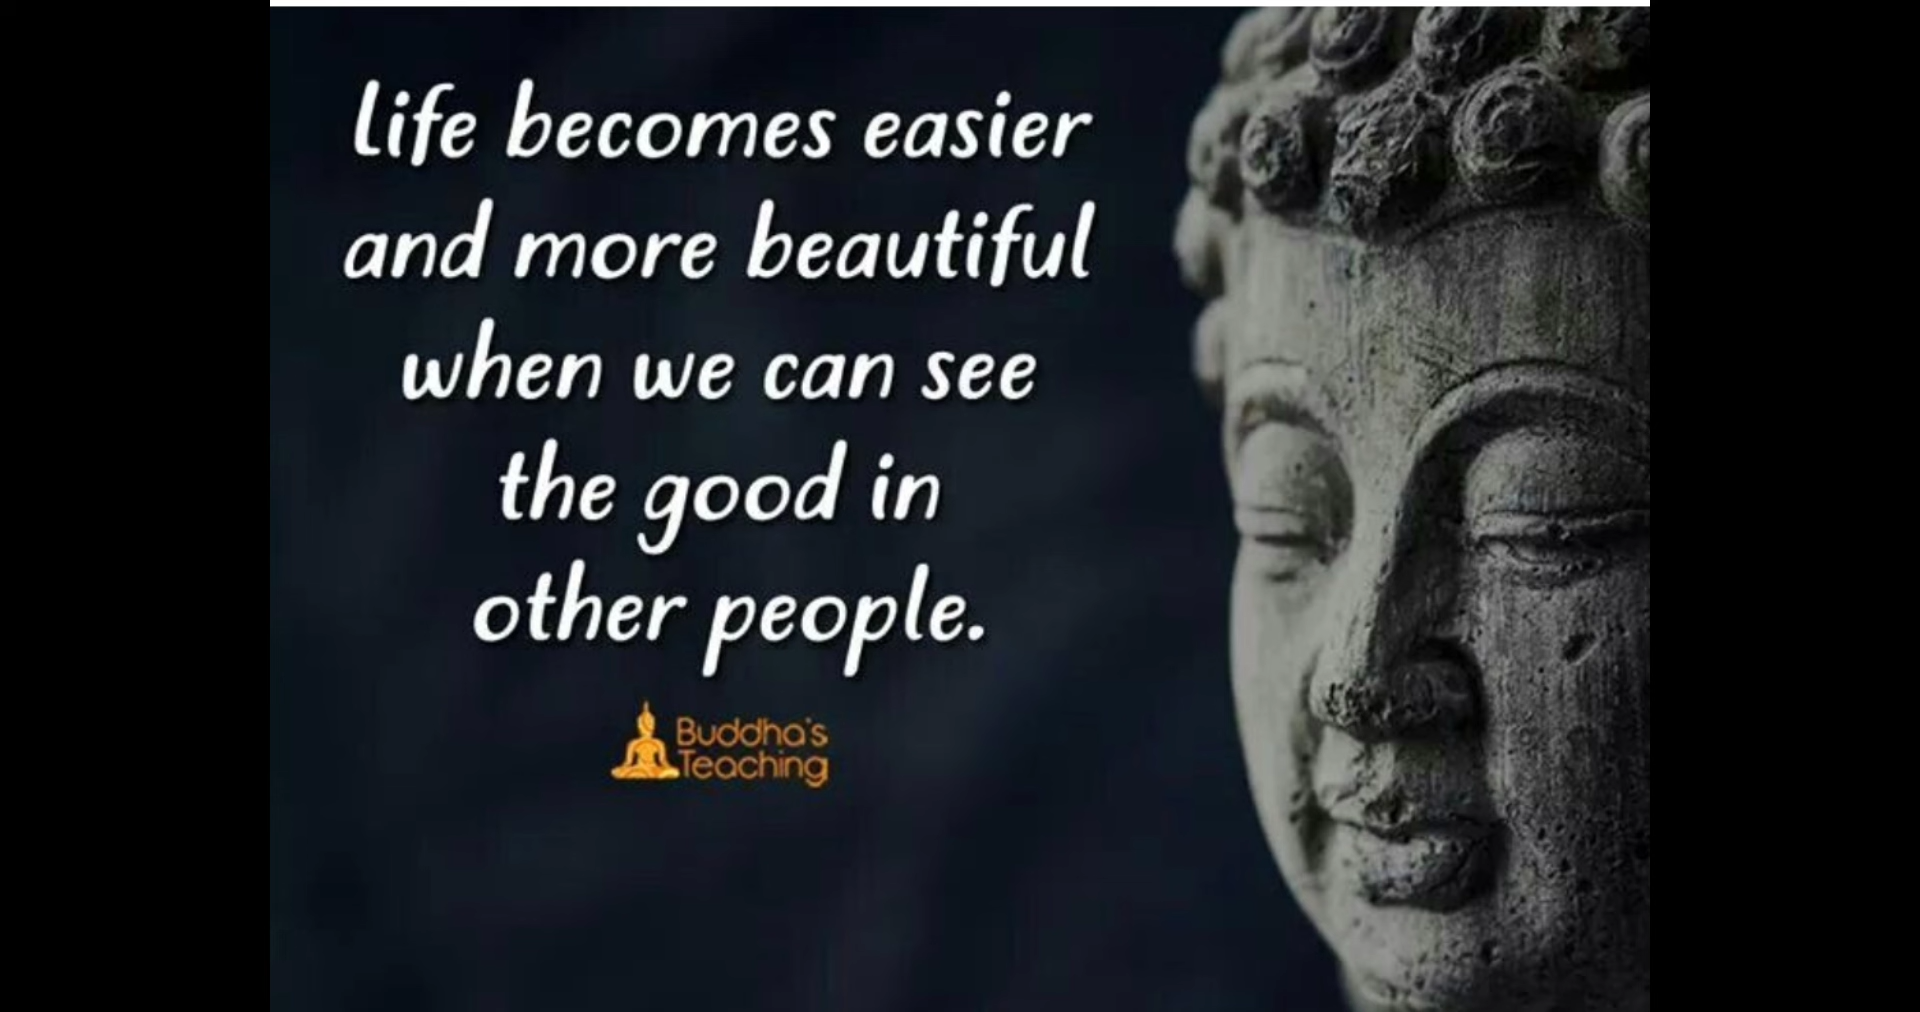 life becomes easier
and more beautiful
when we can see
the good in
other people.
Buddha's
Teaching